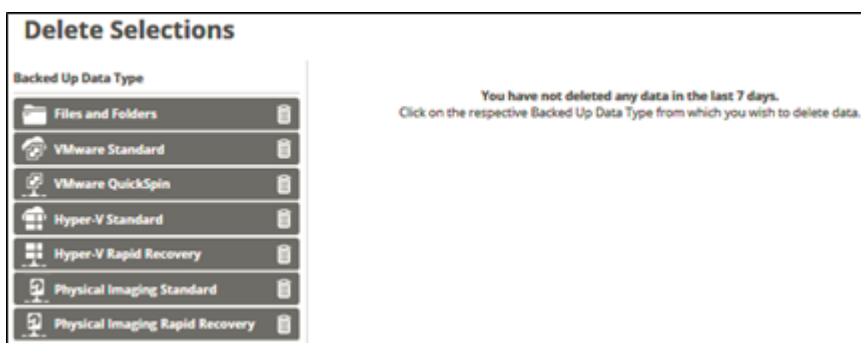 Delete Selections
Backed Up Data Type
You have not deleted any data in the last 7 days.
Click on the respective Backed Up Data Type from which you wish to delete data.
Files and Folders
VMware Standard
VMware QuickSpin
Hyper-V Standard
Hyper-V Rapid Recovery
Physical Imaging Standard
Physical Imaging Rapid Recovery